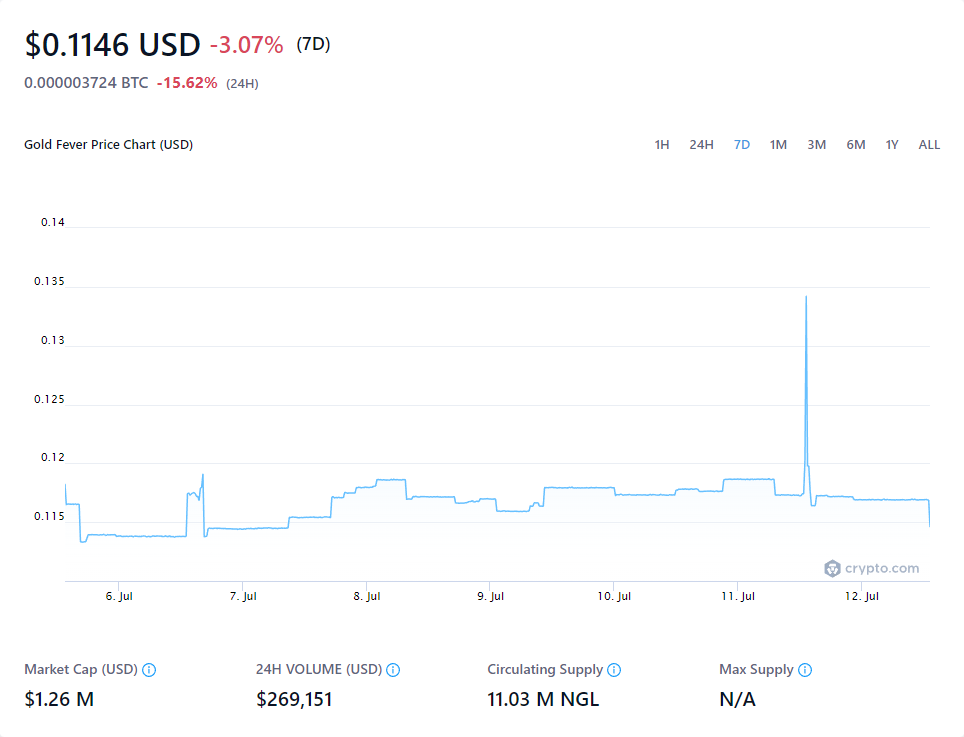 $0.1146 USD -3.07% (7D)
0.000003724 BTC -15.62% (24H)
Gold Fever Price Chart (USD) 1H 24H 7D 1M 3M 6M 1Y ALL
0.14
0.135
0.13
0.125
0.12
0.115
crypto.com
6. Jul 7. Jul 8. Jul 9. Jul 10. Jul 11. Jul 12. Jul
Market Cap (USD) 24H VOLUME (USD) Circulating Supply Max Supply
$1.26 M $269,151 11.03 M NGL N/A